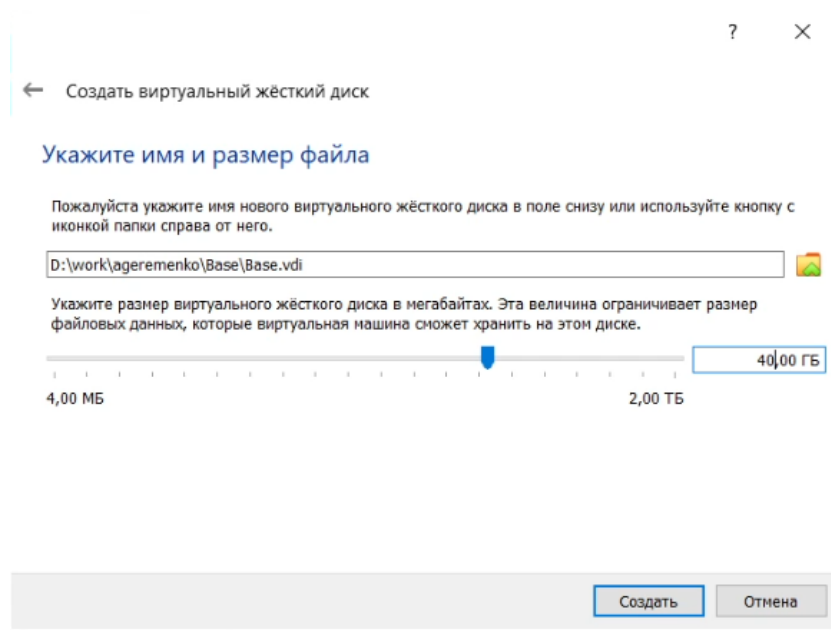 ?
Создать виртуальный жёсткий диск
Укажите имя и размер файла
Пожалуйста укажите имя нового виртуального жёсткого диска в поле снизу или используйте кнопку с
иконкой папки справа от него.
D:\work\ageremenko\Base\Base.vdi
Укажите размер виртуального жёсткого диска в мегабайтах. Эта величина ограничивает размер
файловых данных, которые виртуальная машина сможет хранить на этом диске.
40,00 ГБ
4,00 МБ 2,00 ТБ
Создать Отмена